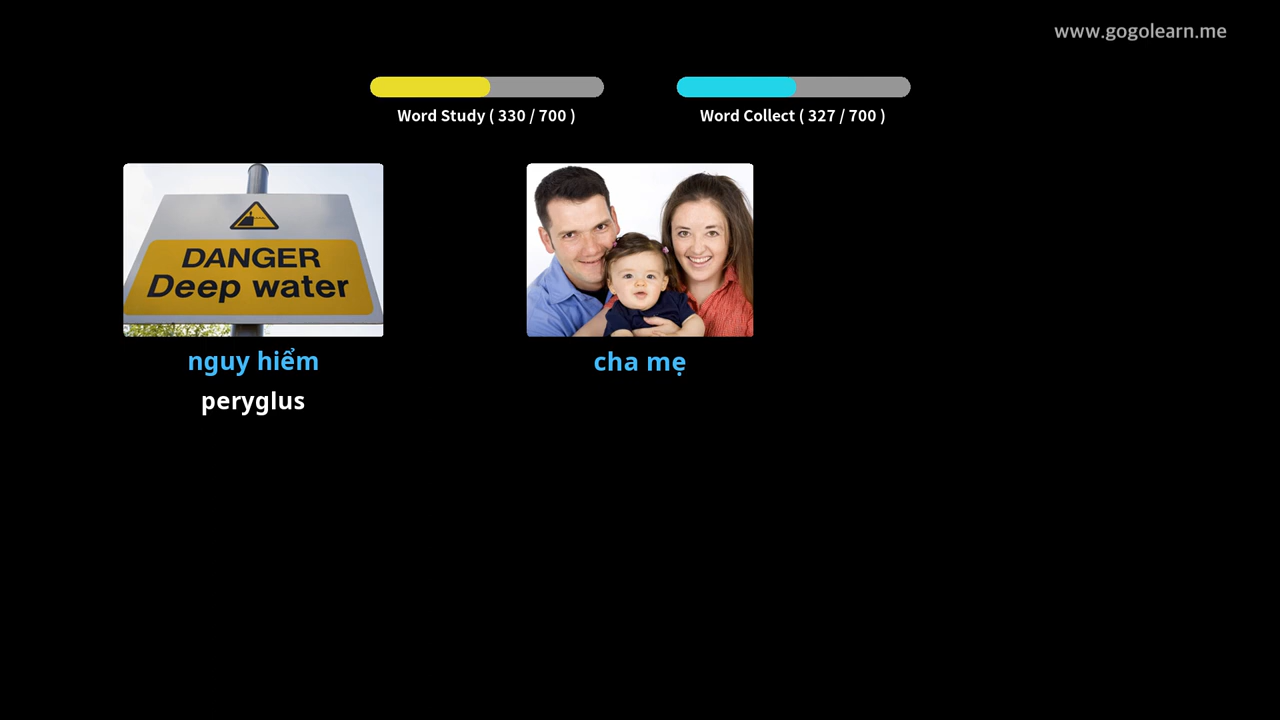 www.gogolearn.me
Word Study ( 330 / 700 )
Word Collect ( 327 / 700 )
DANGER
Deep water
nguy hiểm
peryglus
cha mẹ